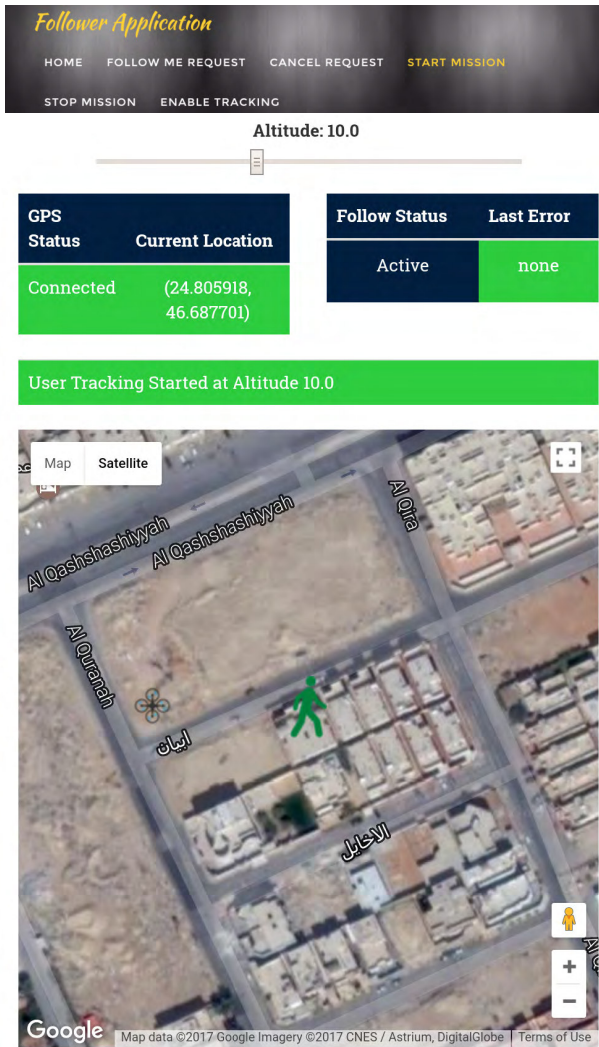 Follower Application
HOME FOLLOW ME REQUEST CANCEL REQUEST START MISSION
STOP MISSION ENABLE TRACKING
Altitude: 10.0
GPS
Status Current Location
Connected (24.805918,
46.687701)
Follow Status Last Error
Active none
User Tracking Started at Altitude 10.0
Map Satellite
Al Qashshashiyyah
Al Qashshashiyyah
Al Qira
Al Quranah
ابيان
الاخايل
Google Map data ©2017 Google Imagery ©2017 CNES / Astrium, DigitalGlobe Terms of Use